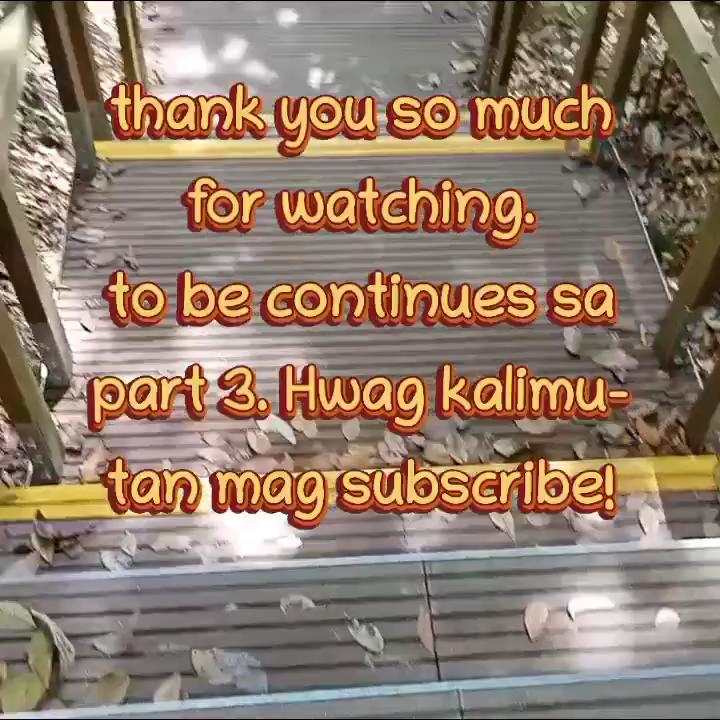 thank you so much
for watching.
to be continues sa
part 3. Hwag kalimu-
tan mag subscribe!